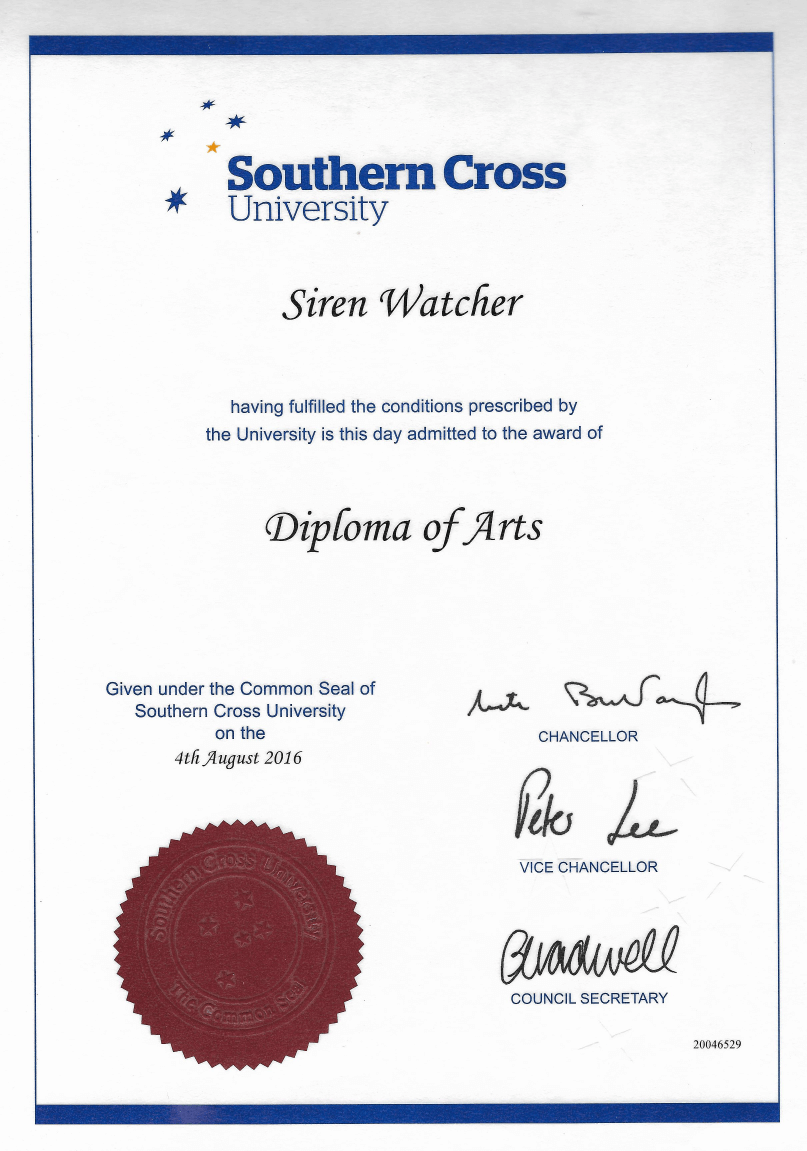 Southern Cross
University
Siren Watcher
having fulfilled the conditions prescribed by
the University is this day admitted to the award of
Diploma of Arts
Given under the Common Seal of
Southern Cross University
on the
4th August 2016
CHANCELLOR
Peter Lee
VICE CHANCELLOR
COUNCIL SECRETARY
Southern Cross University
The Common Seal
20046529